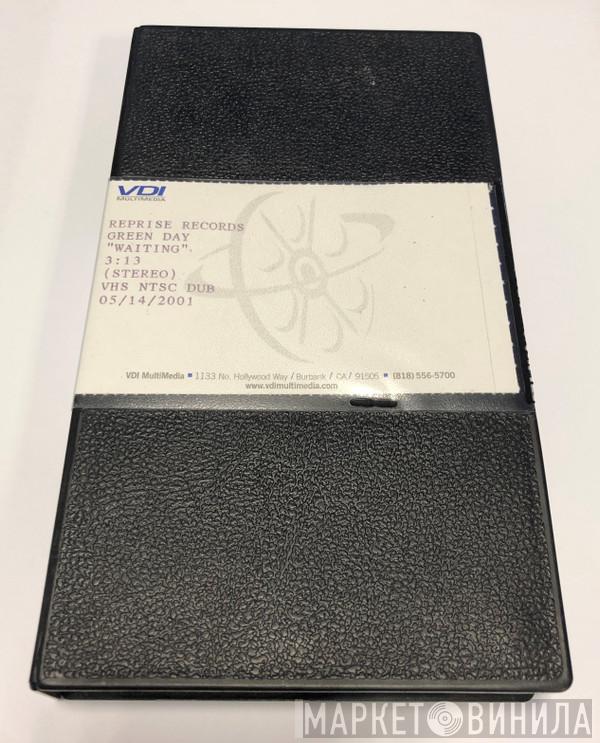 VDI
MULTIMEDIA
REPRISE RECORDS
GREEN DAY
"WAITING".
3:13
(STEREO)
VHS NTSC DUB
05/14/2001
VDI MultiMedia ▪ 1133 No. Hollywood Way / Burbank / CA / 91505 ▪ (818) 556-5700
www.vdimultimedia.com
МАРКЕТ ВИНИЛА